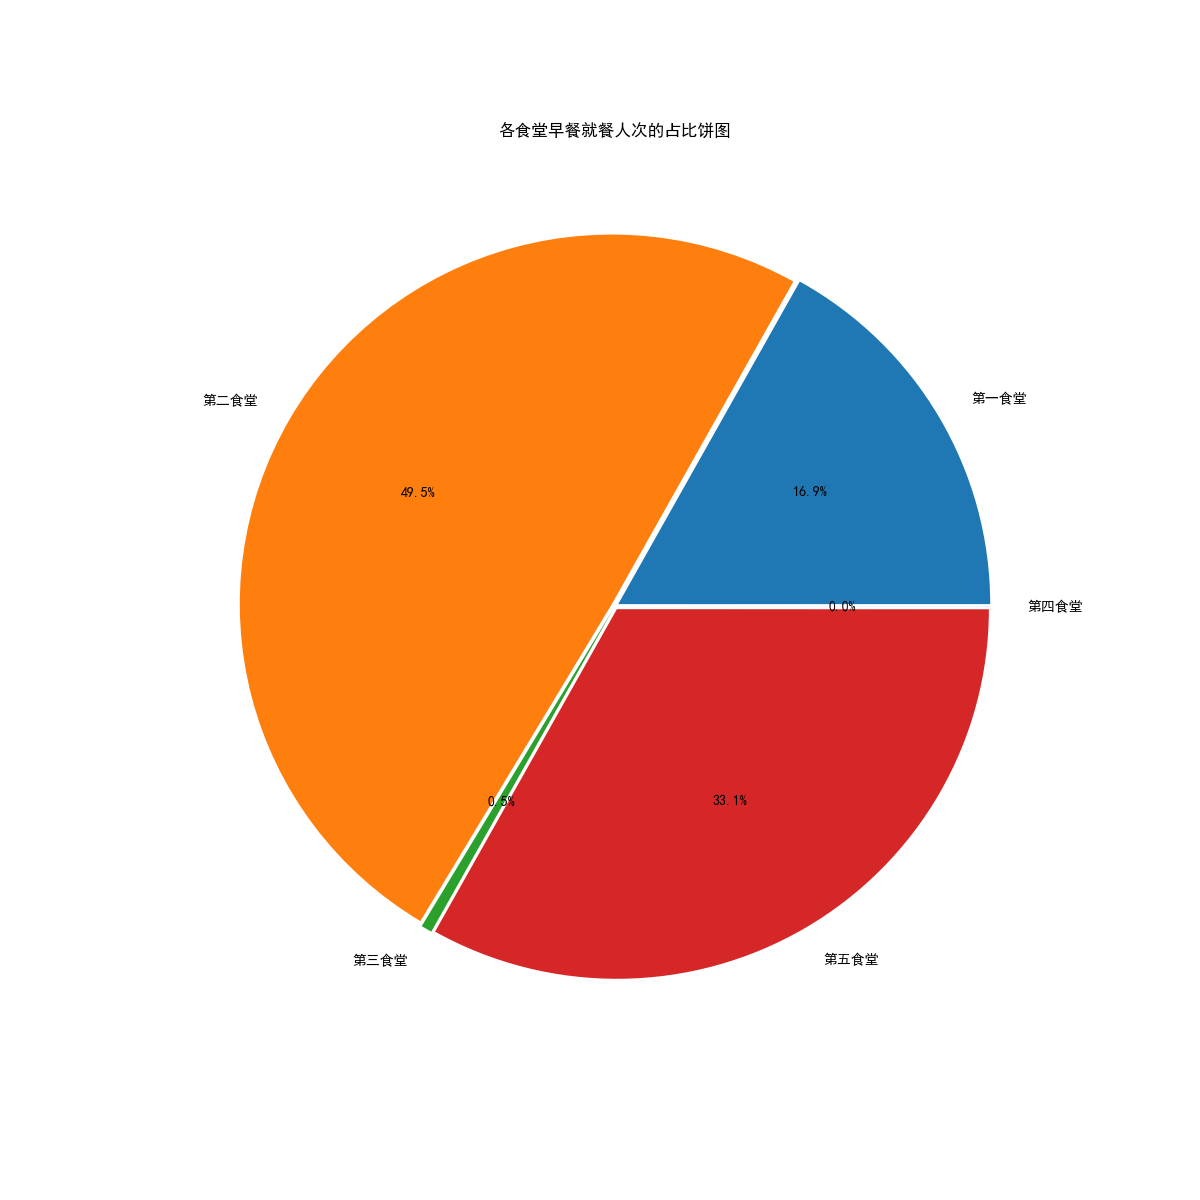 各食堂早餐就餐人次的占比饼图
第一食堂
第二食堂
16.9%
49.5%
0.0%
第四食堂
33.1%
0.5%
第三食堂
第五食堂